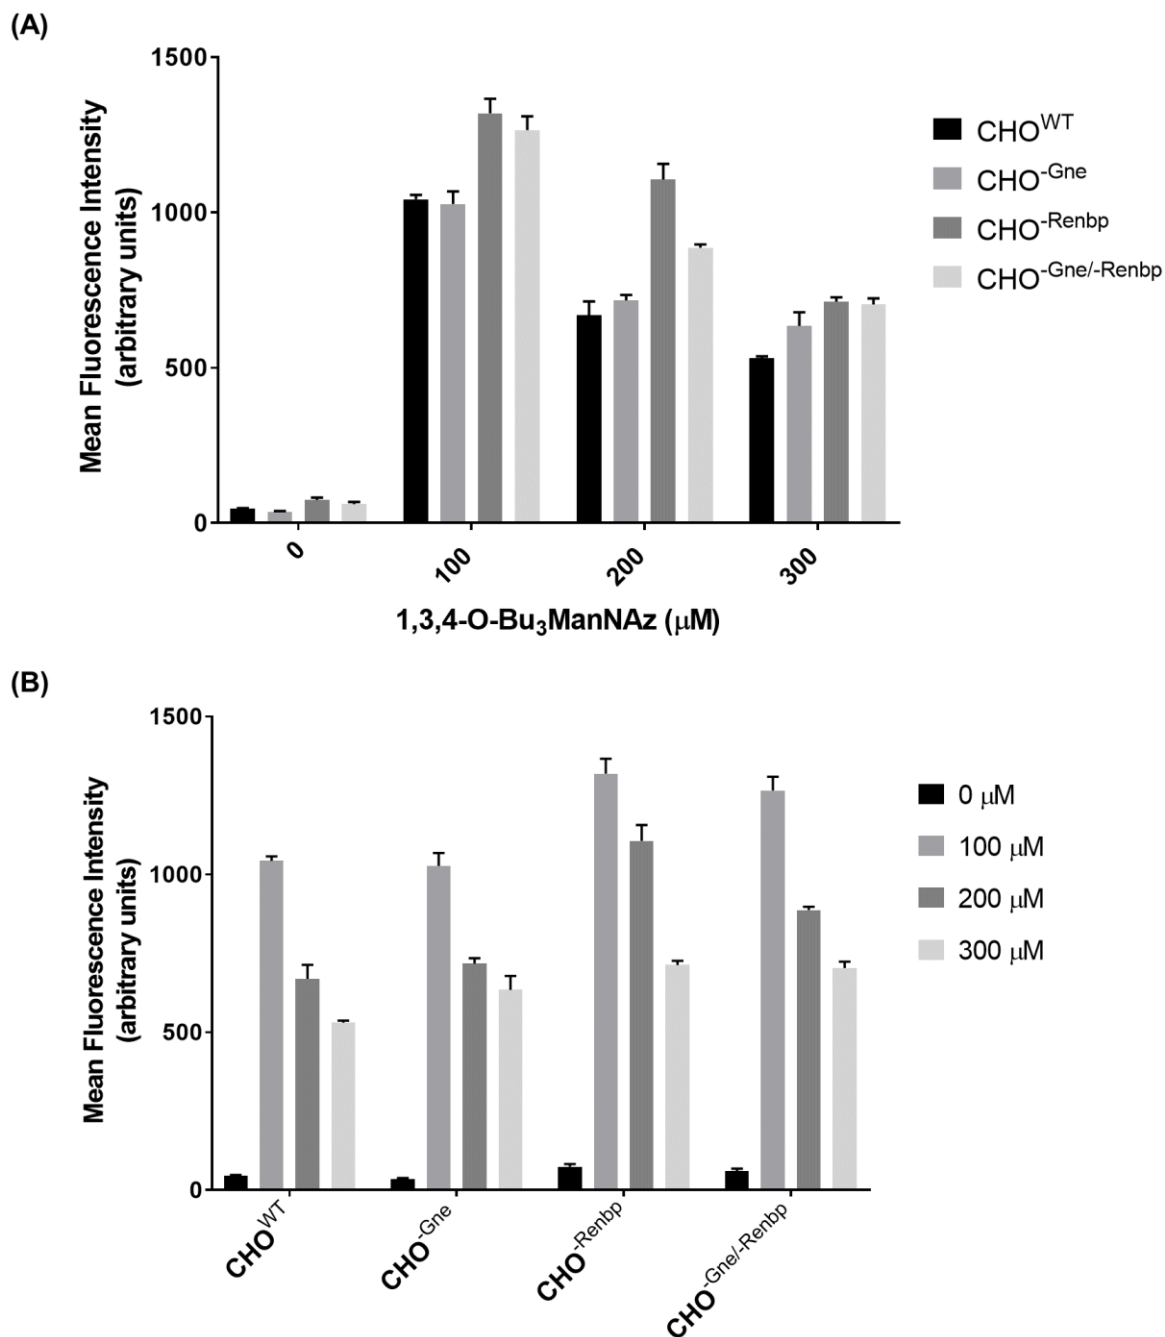 (A)
1500
1000
500
0
Mean Fluorescence Intensity
(arbitrary units)
0
100
200
300
1,3,4-O-Bu₃ManNAz (μM)
CHO^WT
CHO^-Gne
CHO^-Renbp
CHO^-Gne/-Renbp
(B)
1500
1000
500
0
Mean Fluorescence Intensity
(arbitrary units)
CHO^WT
CHO^-Gne
CHO^-Renbp
CHO^-Gne/-Renbp
0 μM
100 μM
200 μM
300 μM